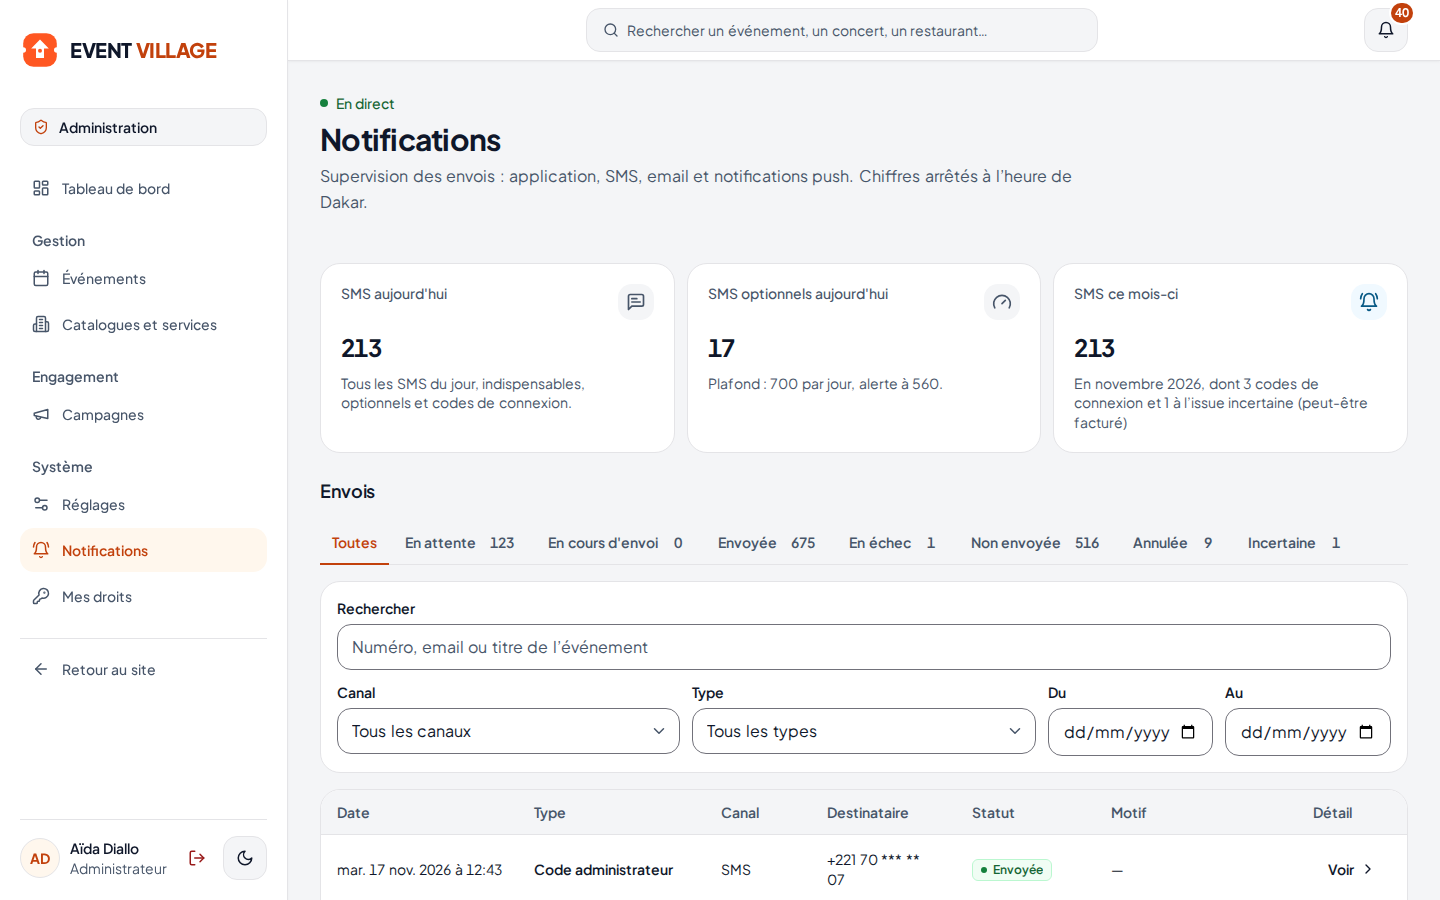 EVENT VILLAGE
Rechercher un événement, un concert, un restaurant…
40
Administration
Tableau de bord
Gestion
Événements
Catalogues et services
Engagement
Campagnes
Système
Réglages
Notifications
Mes droits
Retour au site
AD
Aïda Diallo
Administrateur
En direct
Notifications
Supervision des envois : application, SMS, email et notifications push. Chiffres arrêtés à l’heure de
Dakar.
SMS aujourd'hui
213
Tous les SMS du jour, indispensables,
optionnels et codes de connexion.
SMS optionnels aujourd'hui
17
Plafond : 700 par jour, alerte à 560.
SMS ce mois-ci
213
En novembre 2026, dont 3 codes de
connexion et 1 à l’issue incertaine (peut-être
facturé)
Envois
Toutes En attente 123 En cours d'envoi 0 Envoyée 675 En échec 1 Non envoyée 516 Annulée 9 Incertaine 1
Rechercher
Numéro, email ou titre de l’événement
Canal Type Du Au
Tous les canaux Tous les types dd/mm/yyyy dd/mm/yyyy
Date Type Canal Destinataire Statut Motif Détail
mar. 17 nov. 2026 à 12:43 Code administrateur SMS +221 70 *** ** 07 Envoyée — Voir